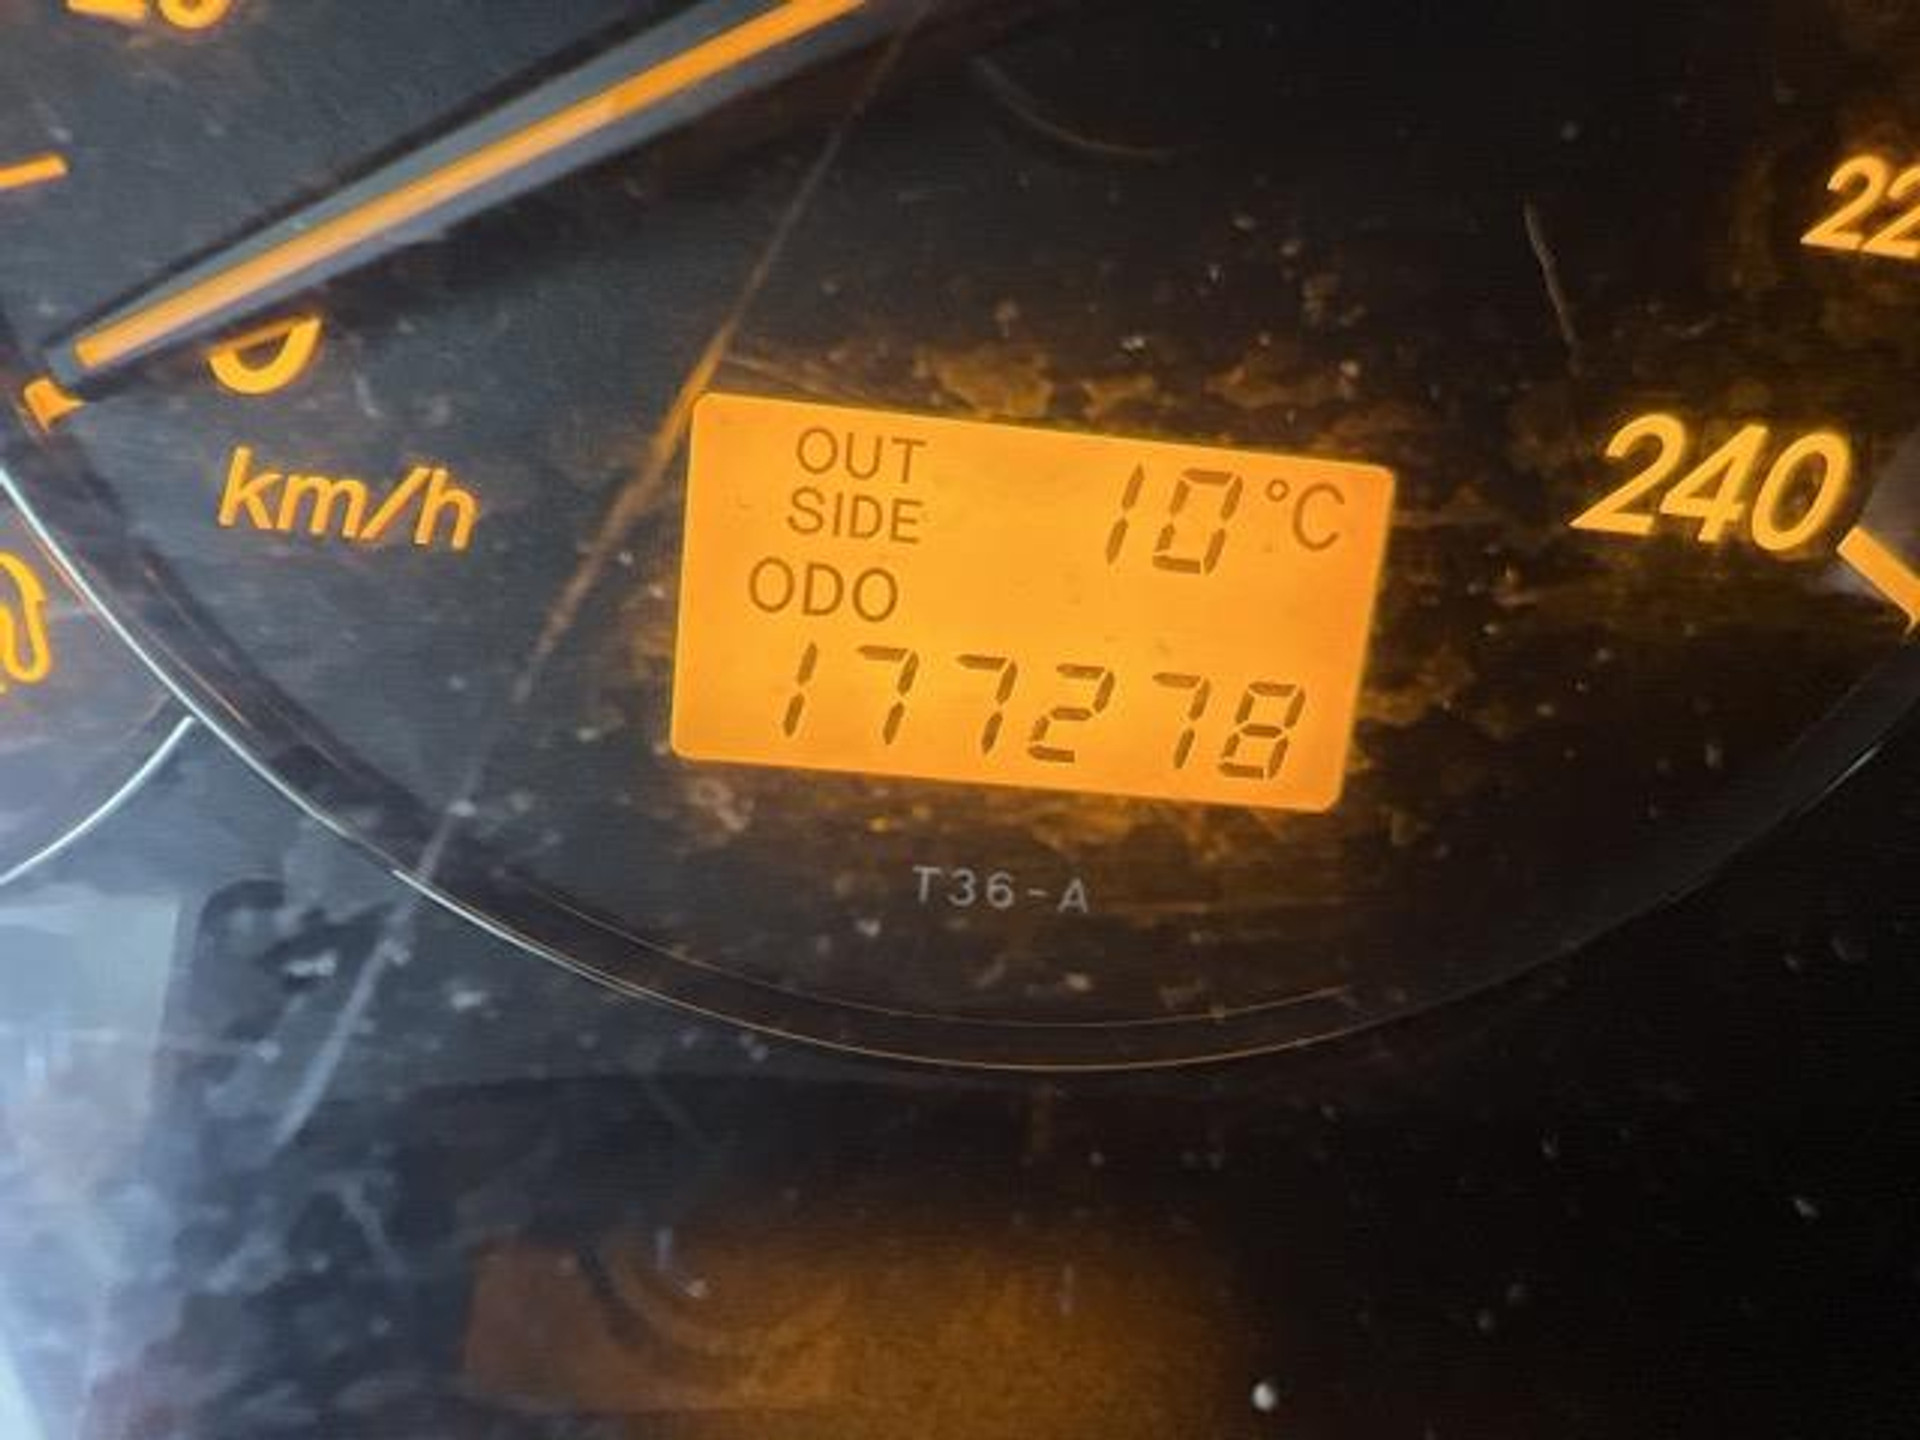 km/h
OUT SIDE 10°C
ODO
177278
240
T36-A